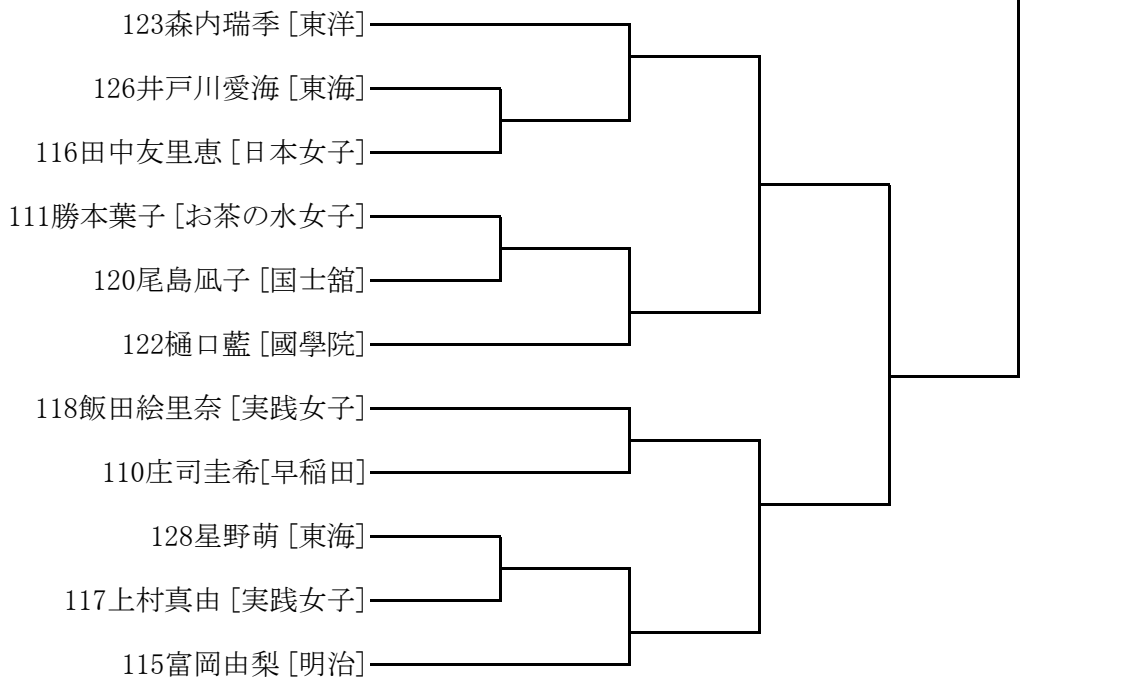 123森内瑞季 [東洋]
126井戸川愛海 [東海]
116田中友里恵 [日本女子]
111勝本葉子 [お茶の水女子]
120尾島凪子 [国士舘]
122樋口藍 [國學院]
118飯田絵里奈 [実践女子]
110庄司圭希[早稲田]
128星野萌 [東海]
117上村真由 [実践女子]
115富岡由梨 [明治]